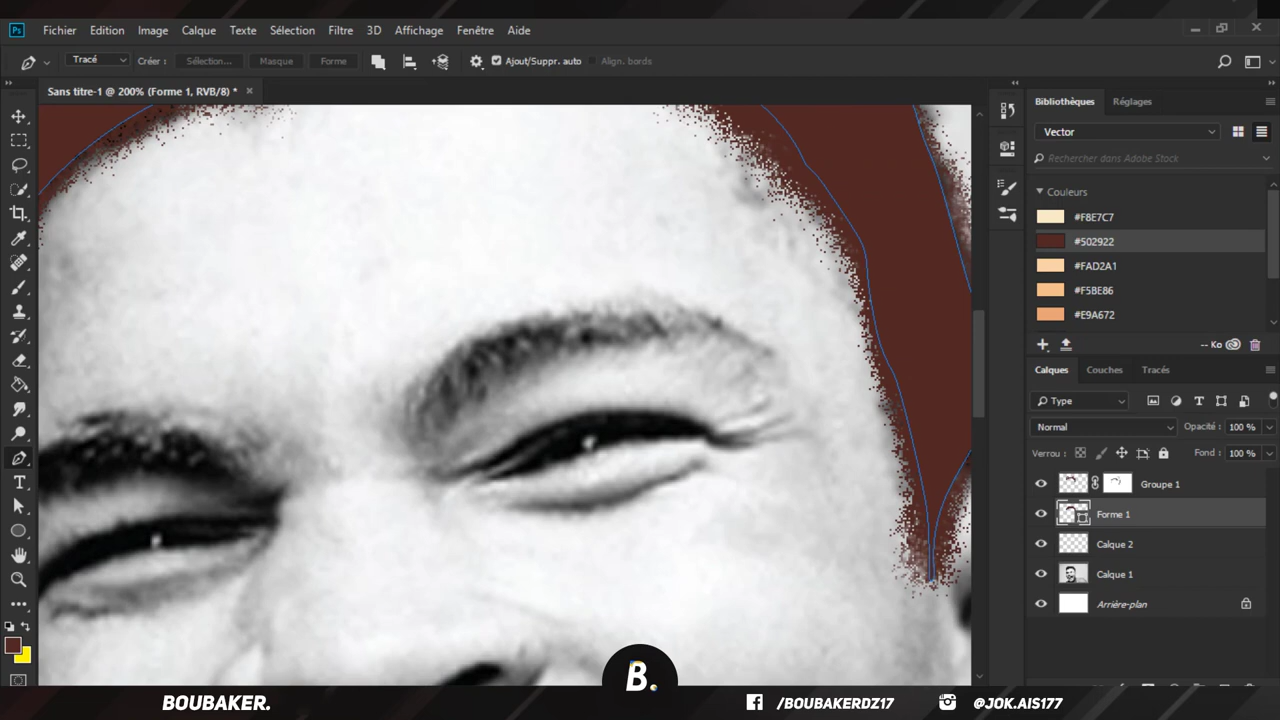 Ps Fichier Edition Image Calque Texte Sélection Filtre 3D Affichage Fenêtre Aide
Tracé Créer : Sélection... Masque Forme Ajout/Suppr. auto Align. bords
Sans titre-1 @ 200% (Forme 1, RVB/8) *
Bibliothèques Réglages
Vector
Rechercher dans Adobe Stock
Couleurs
#F8E7C7
#502922
#FAD2A1
#F5BE86
#E9A672
-- Ko
Calques Couches Tracés
Type
Normal Opacité : 100 %
Verrou : Fond : 100 %
Groupe 1
Forme 1
Calque 2
Calque 1
Arrière-plan
B.
BOUBAKER. /BOUBAKERDZ17 @JOK.AIS177